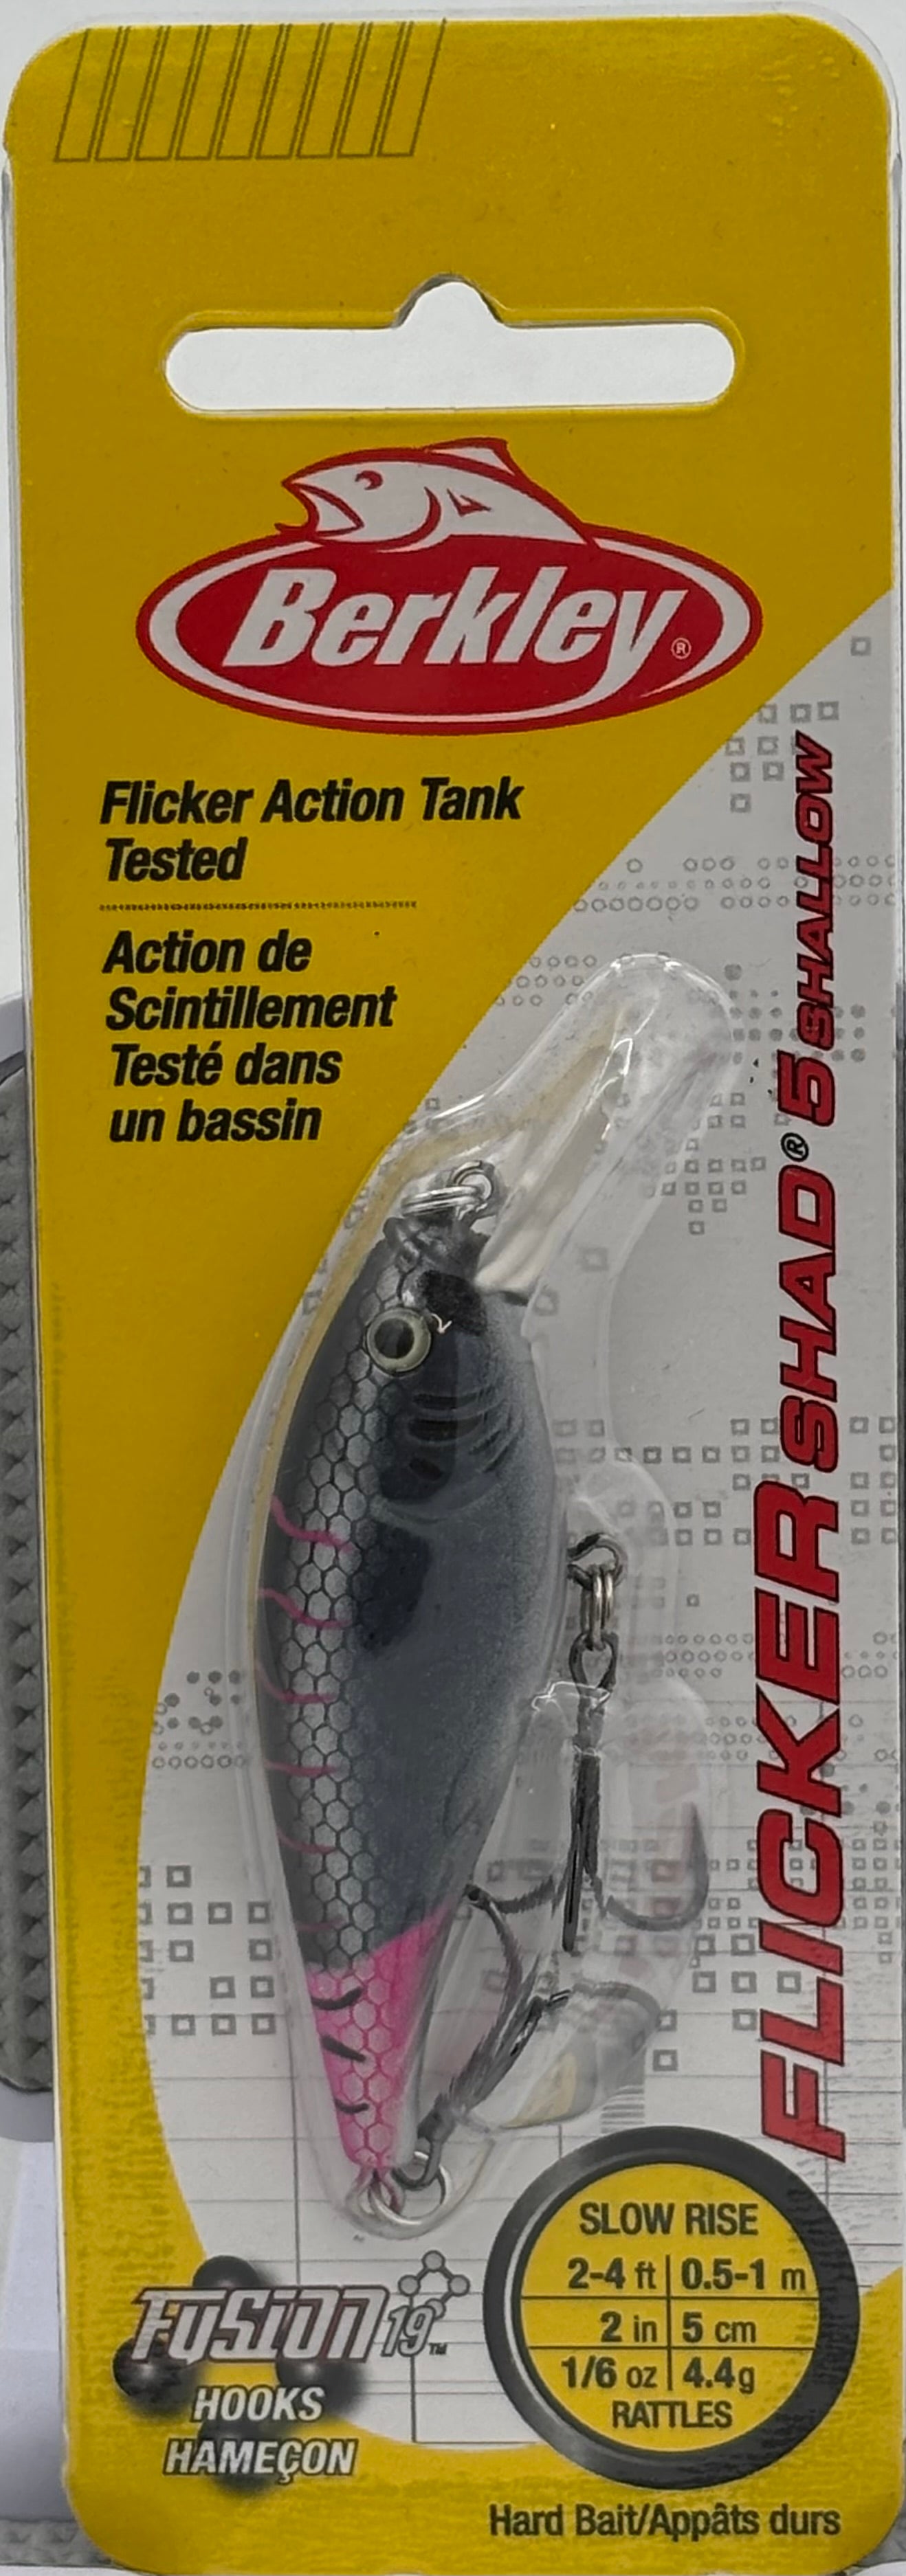 Berkley®
Flicker Action Tank
Tested
Action de
Scintillement
Testé dans
un bassin
FLICKER SHAD® 5 SHALLOW
SLOW RISE
2-4 ft 0.5-1 m
2 in 5 cm
1/6 oz 4.4g
RATTLES
FUSION19™
HOOKS
HAMEÇON
Hard Bait/Appâts durs